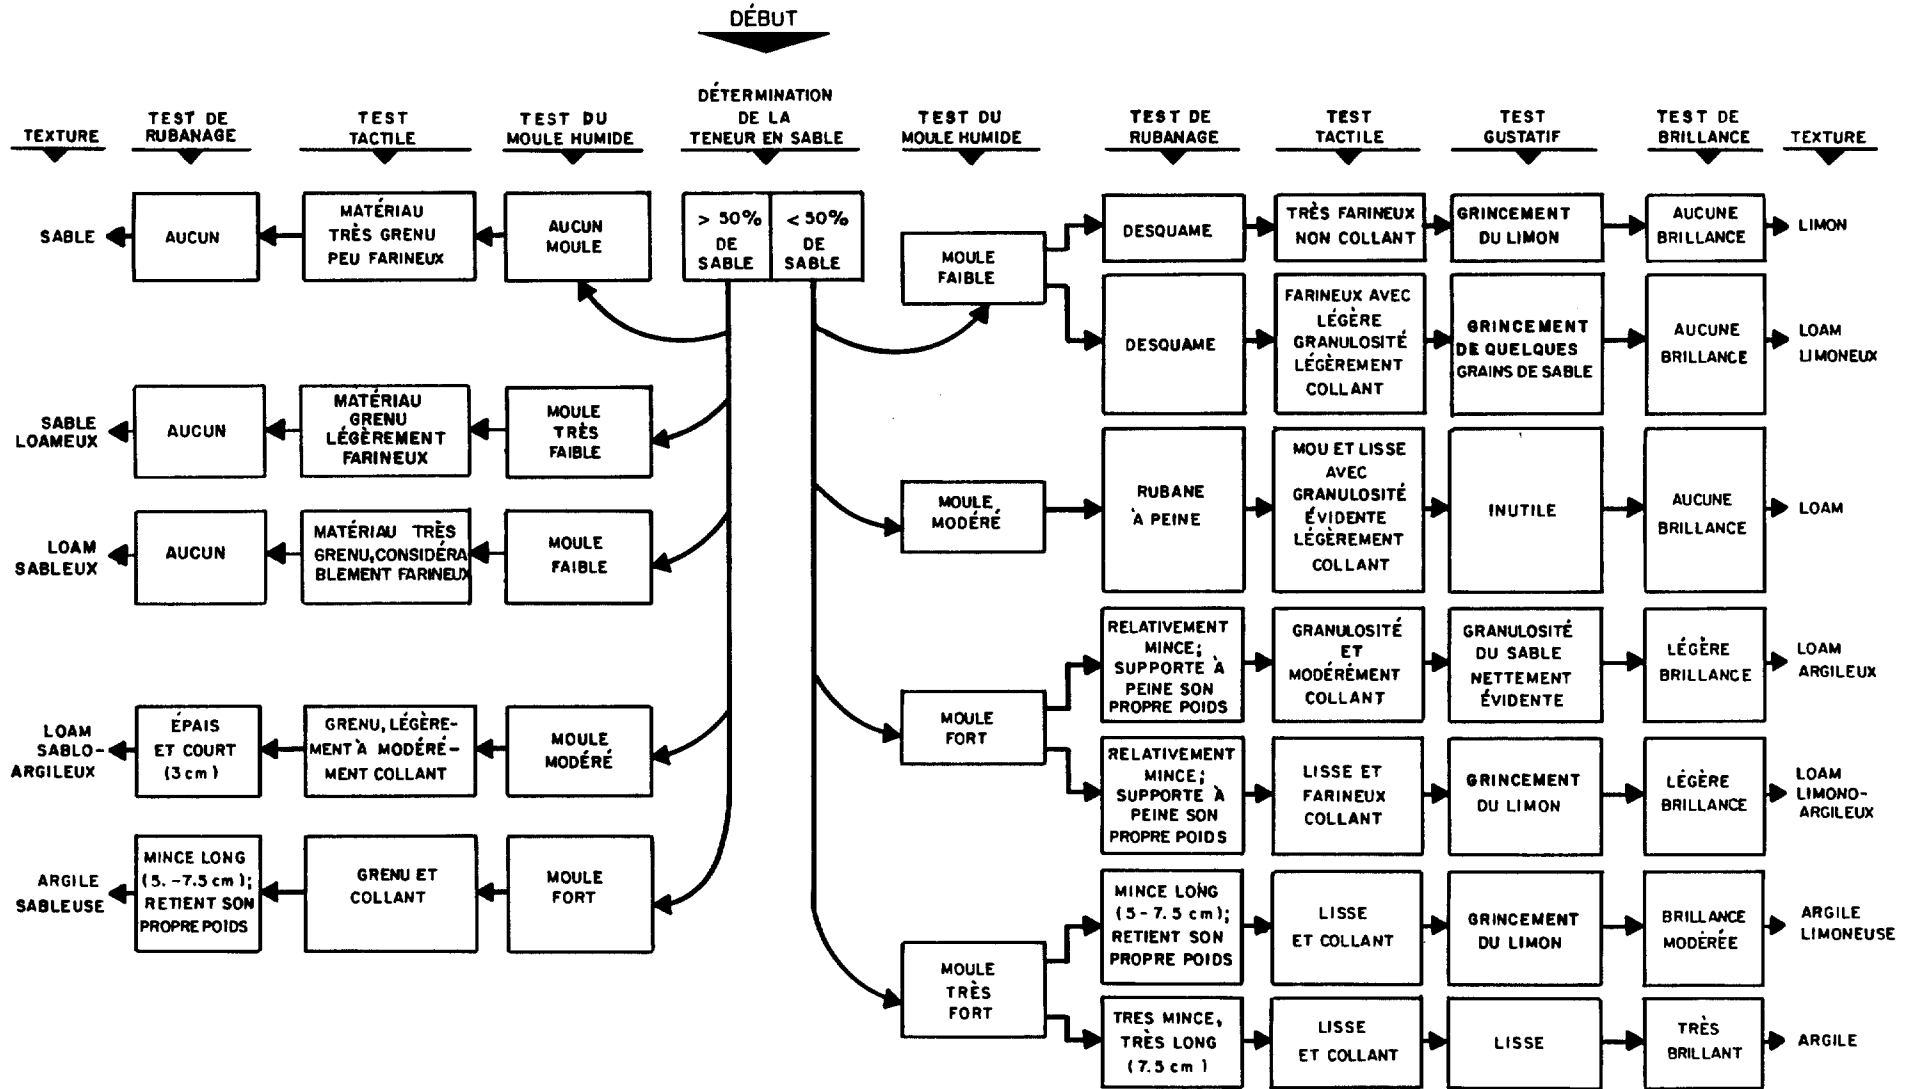 DÉBUT
TEXTURE
TEST DE
RUBANAGE
TEST
TACTILE
TEST DU
MOULE HUMIDE
DÉTERMINATION
DE LA
TENEUR EN SABLE
TEST DU
MOULE HUMIDE
TEST DE
RUBANAGE
TEST
TACTILE
TEST
GUSTATIF
TEST DE
BRILLANCE
TEXTURE
> 50%
DE
SABLE
< 50%
DE
SABLE
SABLE
AUCUN
MATÉRIAU
TRÈS GRENU
PEU FARINEUX
AUCUN
MOULE
SABLE
LOAMEUX
AUCUN
MATÉRIAU
GRENU
LÉGÈREMENT
FARINEUX
MOULE
TRÈS
FAIBLE
LOAM
SABLEUX
AUCUN
MATÉRIAU TRÈS
GRENU, CONSIDÉRA
BLEMENT FARINEUX
MOULE
FAIBLE
LOAM
SABLO-
ARGILEUX
ÉPAIS
ET COURT
(3 cm)
GRENU, LÉGÈRE-
MENT À MODÉRÉ-
MENT COLLANT
MOULE
MODÉRÉ
ARGILE
SABLEUSE
MINCE LONG
(5. -7.5 cm);
RETIENT SON
PROPRE POIDS
GRENU ET
COLLANT
MOULE
FORT
MOULE
FAIBLE
DESQUAME
TRÈS FARINEUX
NON COLLANT
GRINCEMENT
DU LIMON
AUCUNE
BRILLANCE
LIMON
DESQUAME
FARINEUX AVEC
LÉGÈRE
GRANULOSITÉ
LÉGÈREMENT
COLLANT
GRINCEMENT
DE QUELQUES
GRAINS DE SABLE
AUCUNE
BRILLANCE
LOAM
LIMONEUX
MOULE
MODÉRÉ
RUBANE
À PEINE
MOU ET LISSE
AVEC
GRANULOSITÉ
ÉVIDENTE
LÉGÈREMENT
COLLANT
INUTILE
AUCUNE
BRILLANCE
LOAM
MOULE
FORT
RELATIVEMENT
MINCE;
SUPPORTE À
PEINE SON
PROPRE POIDS
GRANULOSITÉ
ET
MODÉRÉMENT
COLLANT
GRANULOSITÉ
DU SABLE
NETTEMENT
ÉVIDENTE
LÉGÈRE
BRILLANCE
LOAM
ARGILEUX
RELATIVEMENT
MINCE;
SUPPORTE À
PEINE SON
PROPRE POIDS
LISSE ET
FARINEUX
COLLANT
GRINCEMENT
DU LIMON
LÉGÈRE
BRILLANCE
LOAM
LIMONO-
ARGILEUX
MOULE
TRÈS
FORT
MINCE LONG
(5-7.5 cm);
RETIENT SON
PROPRE POIDS
LISSE
ET COLLANT
GRINCEMENT
DU LIMON
BRILLANCE
MODÉRÉE
ARGILE
LIMONEUSE
TRÈS MINCE,
TRÈS LONG
(7.5 cm)
LISSE
ET COLLANT
LISSE
TRÈS
BRILLANT
ARGILE